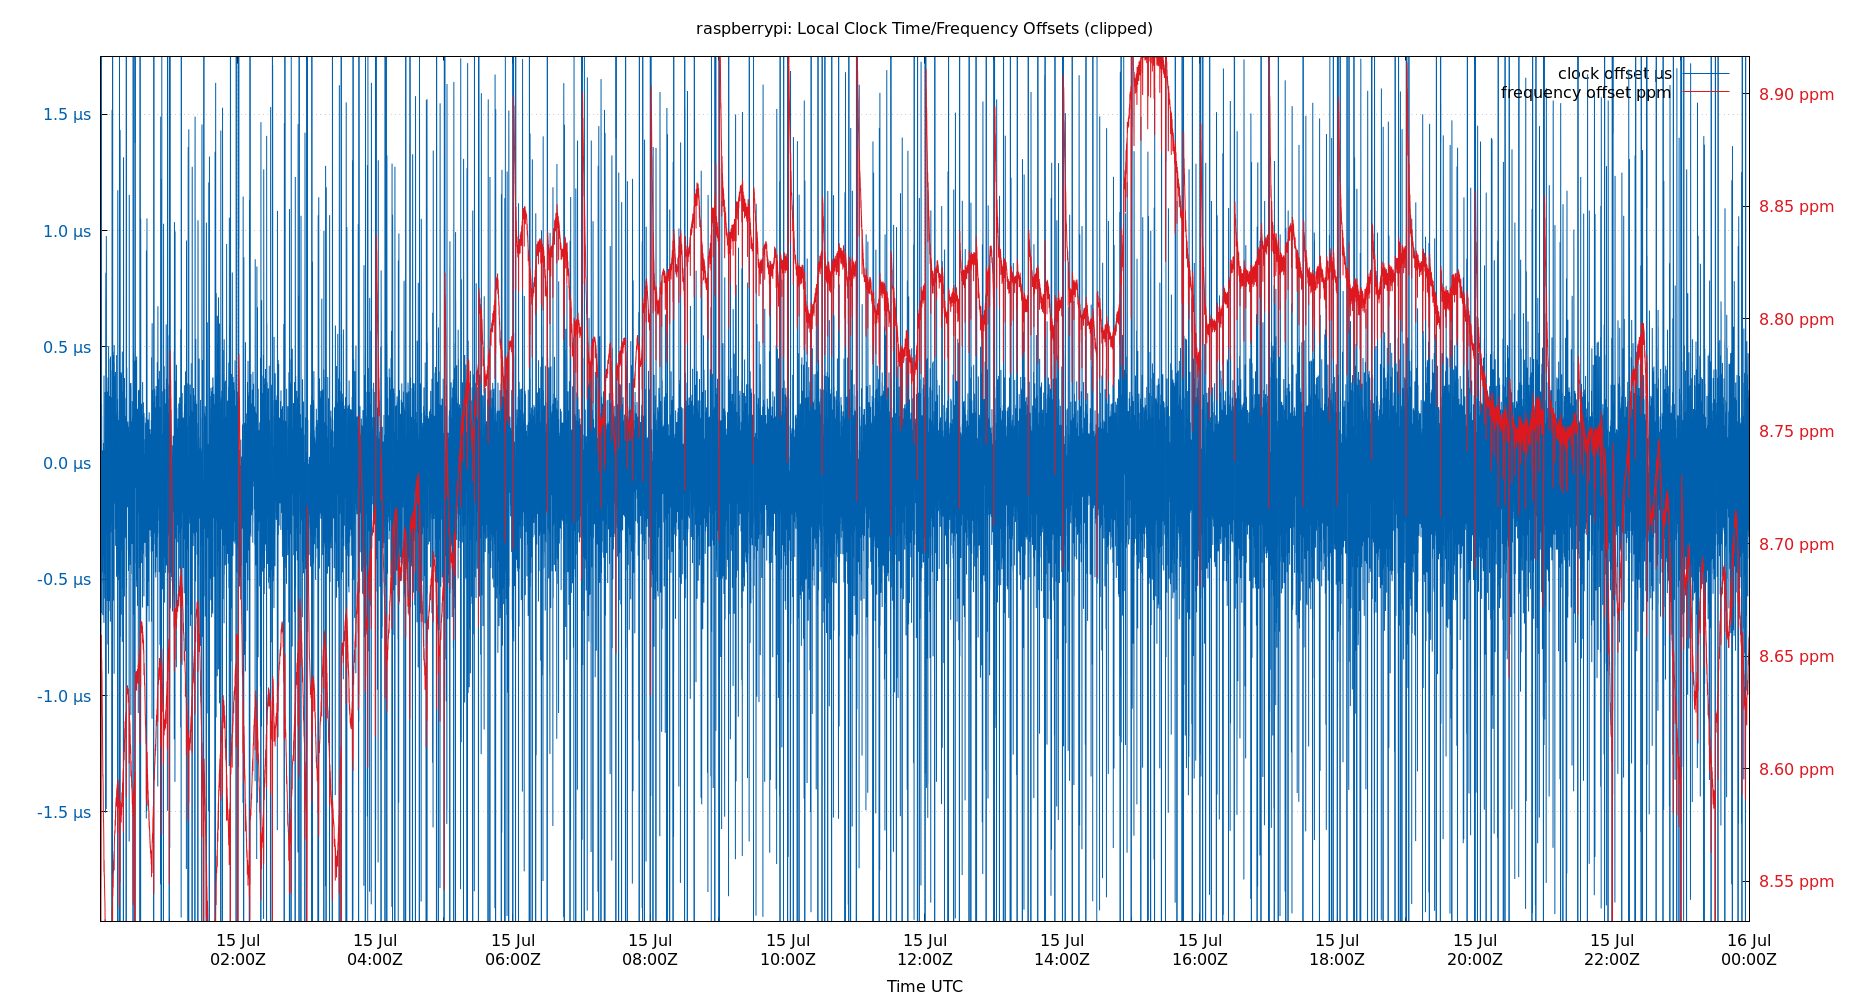 raspberrypi: Local Clock Time/Frequency Offsets (clipped)
clock offset µs
frequency offset ppm
1.5 µs
1.0 µs
0.5 µs
0.0 µs
-0.5 µs
-1.0 µs
-1.5 µs
8.90 ppm
8.85 ppm
8.80 ppm
8.75 ppm
8.70 ppm
8.65 ppm
8.60 ppm
8.55 ppm
15 Jul 15 Jul 15 Jul 15 Jul 15 Jul 15 Jul 15 Jul 15 Jul 15 Jul 15 Jul 15 Jul 16 Jul
02:00Z 04:00Z 06:00Z 08:00Z 10:00Z 12:00Z 14:00Z 16:00Z 18:00Z 20:00Z 22:00Z 00:00Z
Time UTC